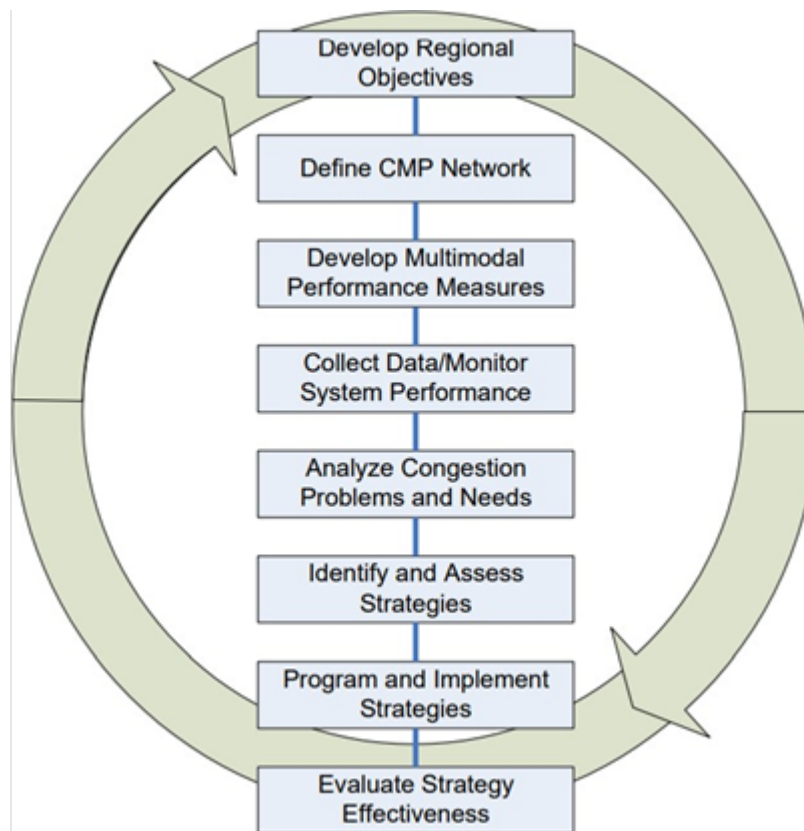 Develop Regional
Objectives
Define CMP Network
Develop Multimodal
Performance Measures
Collect Data/Monitor
System Performance
Analyze Congestion
Problems and Needs
Identify and Assess
Strategies
Program and Implement
Strategies
Evaluate Strategy
Effectiveness